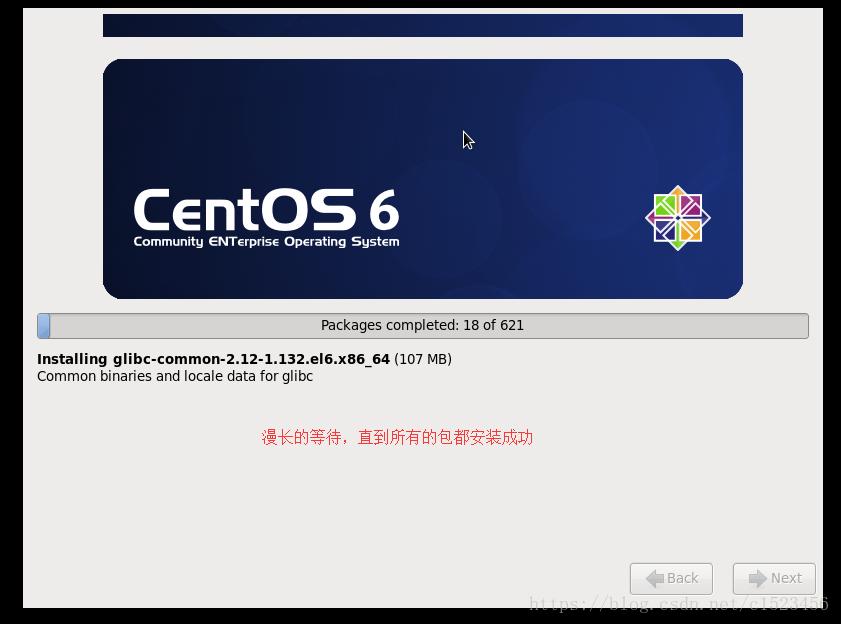 CentOS 6
Community ENTerprise Operating System
Packages completed: 18 of 621
Installing glibc-common-2.12-1.132.el6.x86_64 (107 MB)
Common binaries and locale data for glibc
漫长的等待，直到所有的包都安装成功
Back
Next
https://blog.csdn.net/c1523456